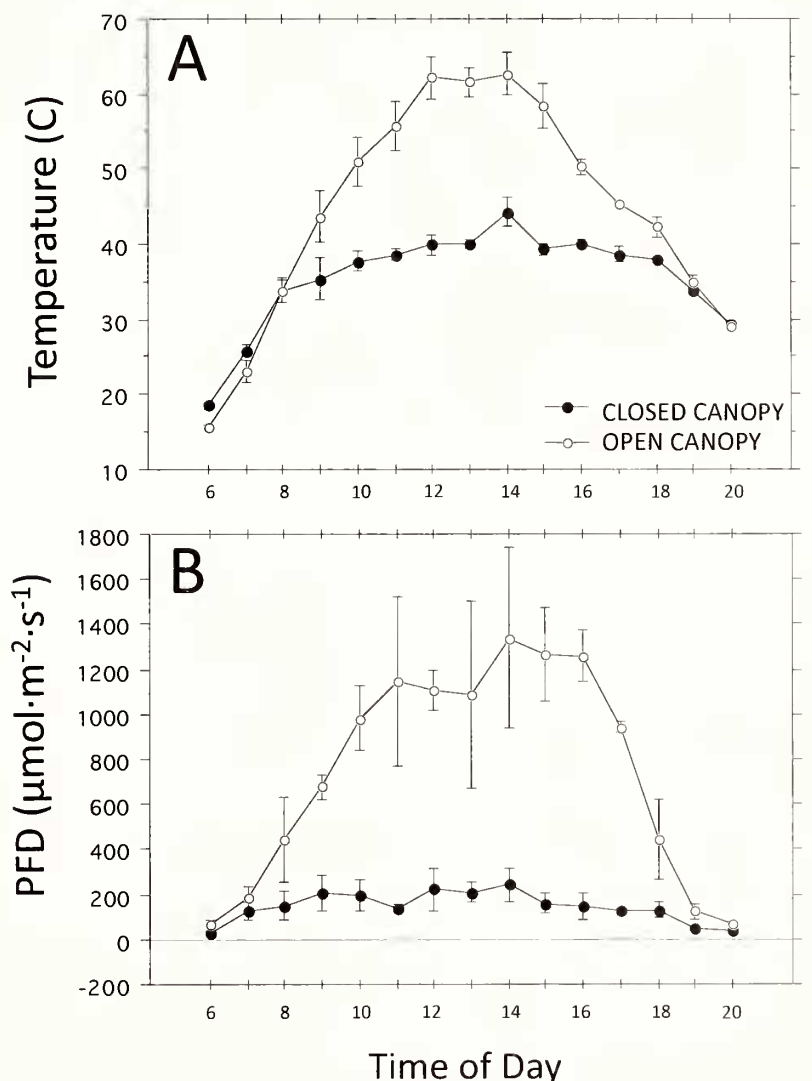 A
Temperature (C)
70
60
50
40
30
20
10
CLOSED CANOPY
OPEN CANOPY
6 8 10 12 14 16 18 20
B
PFD (µmol·m⁻²·s⁻¹)
1800
1600
1400
1200
1000
800
600
400
200
0
-200
6 8 10 12 14 16 18 20
Time of Day